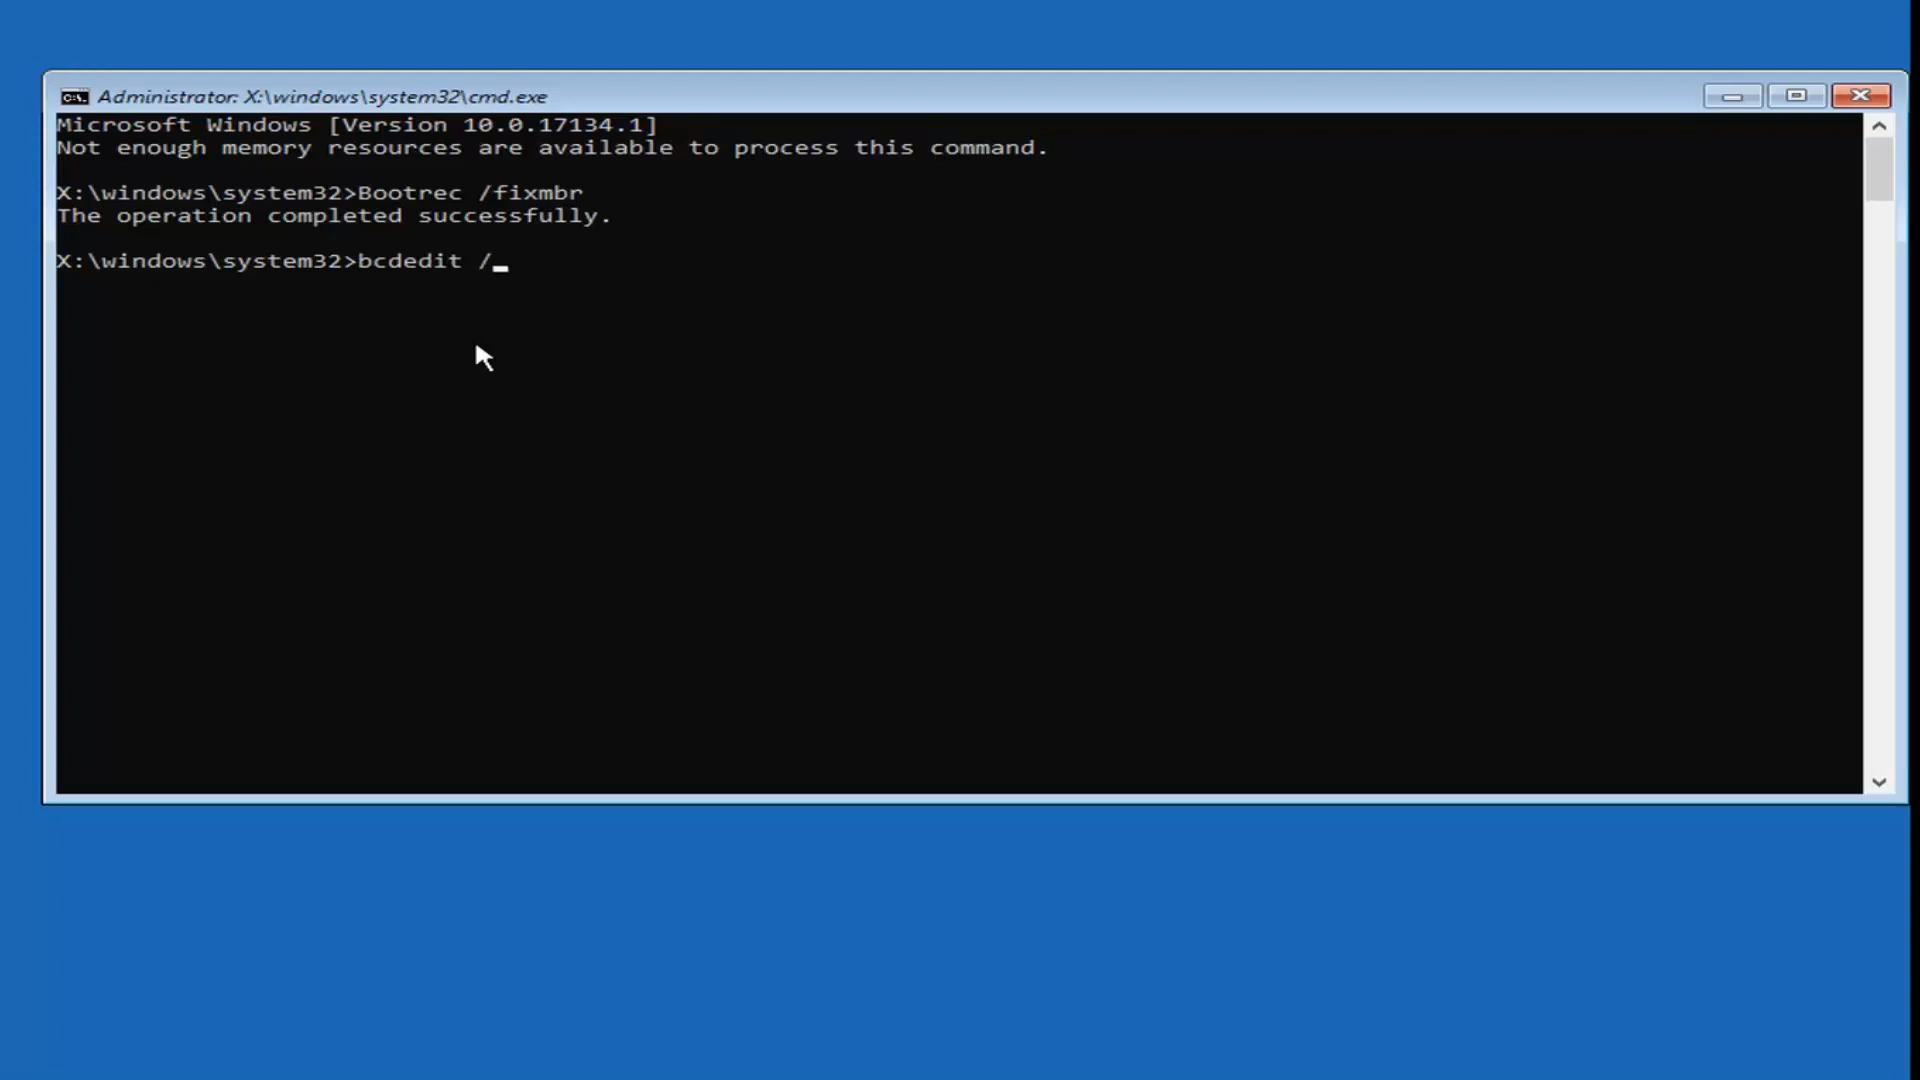 Administrator: X:\windows\system32\cmd.exe
Microsoft Windows [Version 10.0.17134.1]
Not enough memory resources are available to process this command.
X:\windows\system32>Bootrec /fixmbr
The operation completed successfully.
X:\windows\system32>bcdedit /_